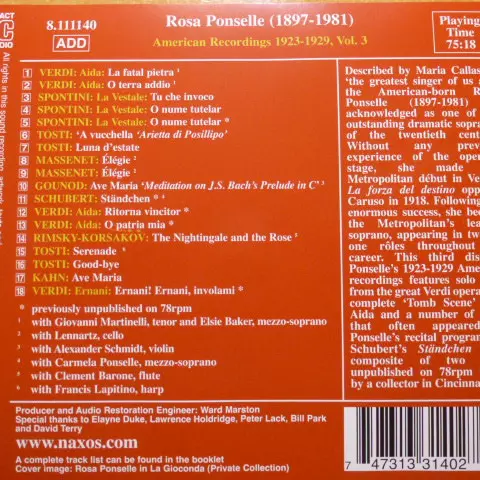 ACT
8.111140
ADD
Rosa Ponselle (1897-1981)
American Recordings 1923-1929, Vol. 3
Playing
Time
75:18
1 VERDI: Aida: La fatal pietra ¹
2 VERDI: Aida: O terra addio ¹
3 SPONTINI: La Vestale: Tu che invoco
4 SPONTINI: La Vestale: O nume tutelar
5 SPONTINI: La Vestale: O nume tutelar *
6 TOSTI: ‘A vucchella ‘Arietta di Posillipo’
7 TOSTI: Luna d’estate
8 MASSENET: Élégie ²
9 MASSENET: Élégie ²
10 GOUNOD: Ave Maria ‘Meditation on J.S. Bach’s Prelude in C’ ³
11 SCHUBERT: Ständchen * ⁴
12 VERDI: Aida: Ritorna vincitor *
13 VERDI: Aida: O patria mia *
14 RIMSKY-KORSAKOV: The Nightingale and the Rose ⁵
15 TOSTI: Serenade ⁶
16 TOSTI: Good-bye
17 KAHN: Ave Maria
18 VERDI: Ernani: Ernani! Ernani, involami *
* previously unpublished on 78rpm
¹ with Giovanni Martinelli, tenor and Elsie Baker, mezzo-soprano
² with Lennartz, cello
³ with Alexander Schmidt, violin
⁴ with Carmela Ponselle, mezzo-soprano
⁵ with Clement Barone, flute
⁶ with Francis Lapitino, harp
Described by Maria Callas
‘the greatest singer of us a
the American-born R
Ponselle (1897-1981)
acknowledged as one of
outstanding dramatic sopra
of the twentieth centu
Without any prev
experience of the opera
stage, she made
Metropolitan début in Ve
La forza del destino oppo
Caruso in 1918. Following
enormous success, she bec
the Metropolitan’s lea
soprano, appearing in twe
one rôles throughout
career. This third dis
Ponselle’s 1923-1929 Ame
recordings features solo
from the great Verdi opera
complete ‘Tomb Scene’
Aida and a number of
that often appeared
Ponselle’s recital program
Schubert’s Ständchen
composite of two
unpublished on 78rpm
by a collector in Cincinna
Producer and Audio Restoration Engineer: Ward Marston
Special thanks to Elayne Duke, Lawrence Holdridge, Peter Lack, Bill Park
and David Terry
www.naxos.com
A complete track list can be found in the booklet
Cover image: Rosa Ponselle in La Gioconda (Private Collection)
7 47313 31402
All rights in this sound recording, artwork, texts